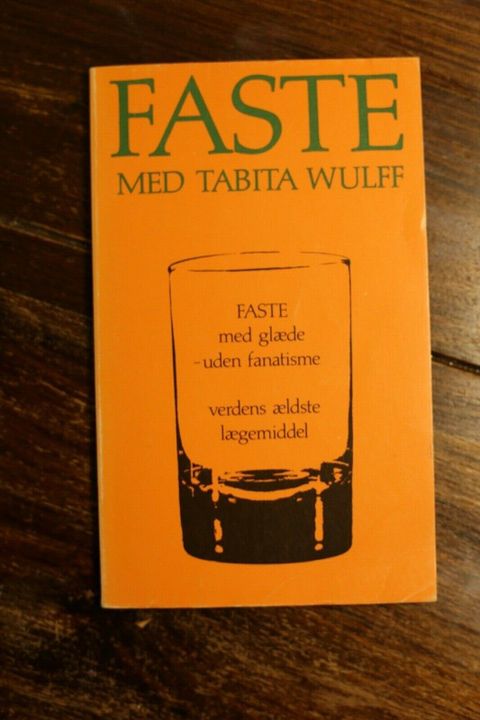 FASTE
MED TABITA WULFF
FASTE
med glæde
- uden fanatisme
verdens ældste
lægemiddel